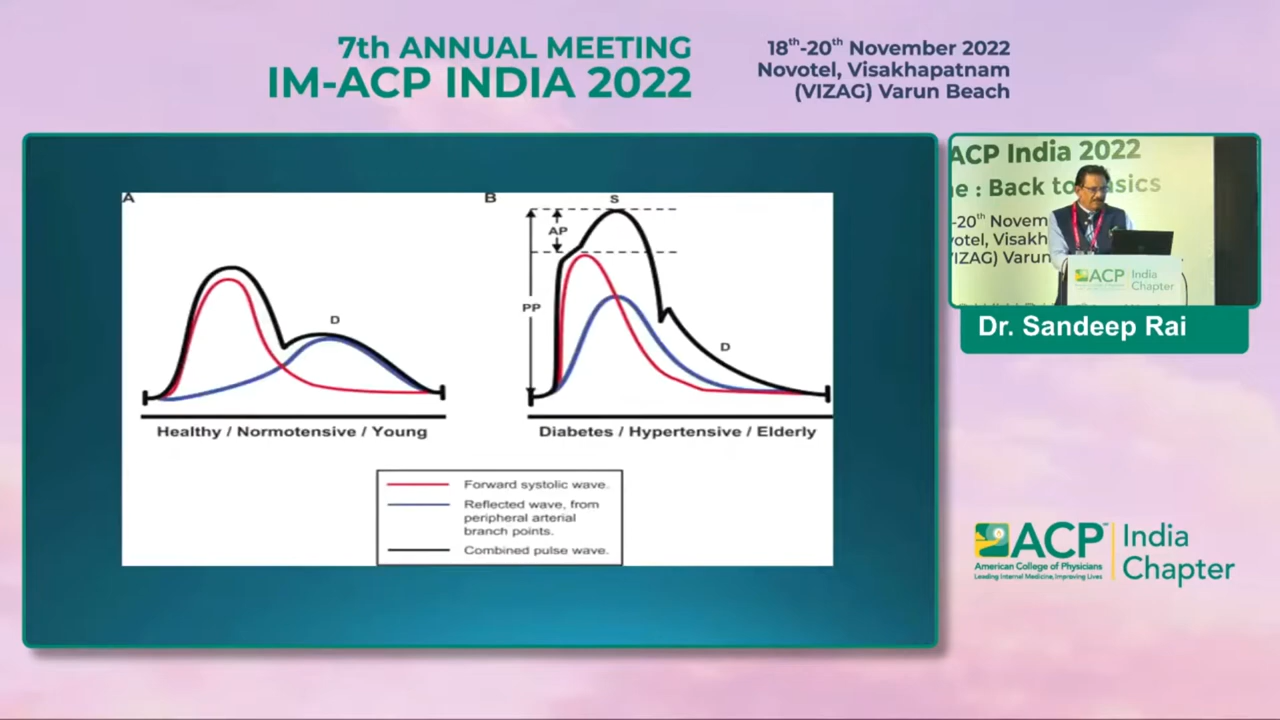 7th ANNUAL MEETING
IM-ACP INDIA 2022
18th-20th November 2022
Novotel, Visakhapatnam
(VIZAG) Varun Beach
A
D
Healthy / Normotensive / Young
B
S
AP
PP
D
Diabetes / Hypertensive / Elderly
Forward systolic wave.
Reflected wave, from
peripheral arterial
branch points.
Combined pulse wave.
ACP India 2022
e : Back to asics
-20th Novem
votel, Visakh
VIZAG) Varun
ACP India
Chapter
Dr. Sandeep Rai
ACP India
Chapter
American College of Physicians
Leading Internal Medicine, Improving Lives